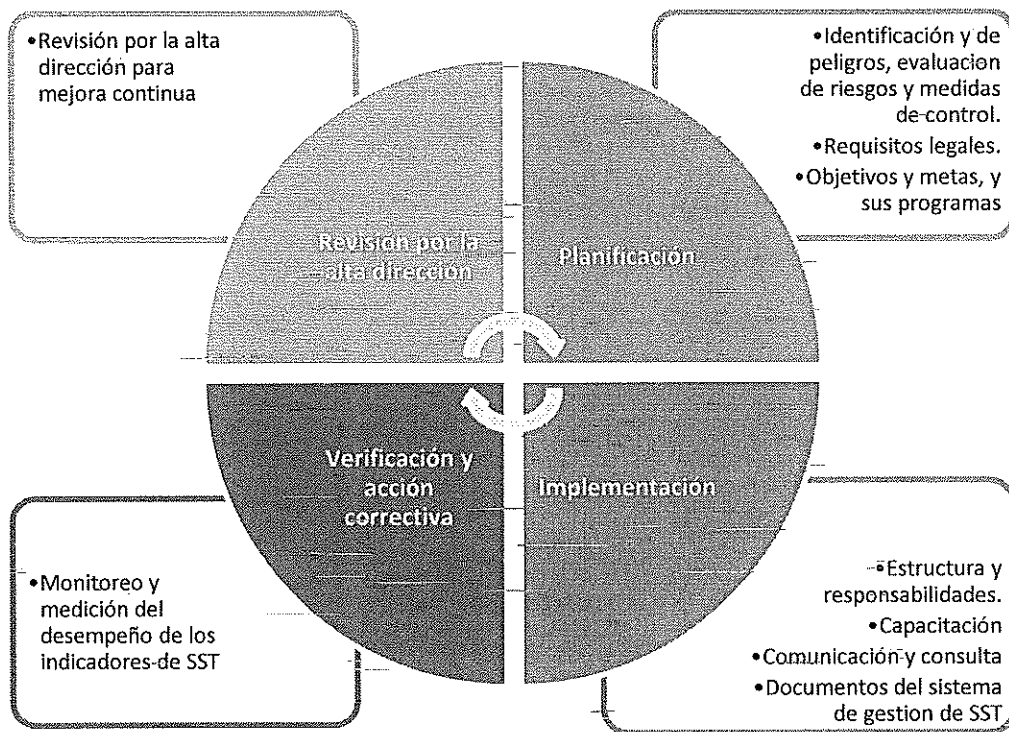 •Revisión por la alta
dirección para
mejora continua
•Identificación y de
peligros, evaluacion
de riesgos y medidas
de control.
•Requisitos legales.
•Objetivos y metas, y
sus programas
Revisión por la
alta dirección
Planificación
Verificación y
acción
correctiva
Implementación
•Monitoreo y
medición del
desempeño de los
indicadores de SST
•Estructura y
responsabilidades.
•Capacitación
•Comunicación y consulta
•Documentos del sistema
de gestion de SST